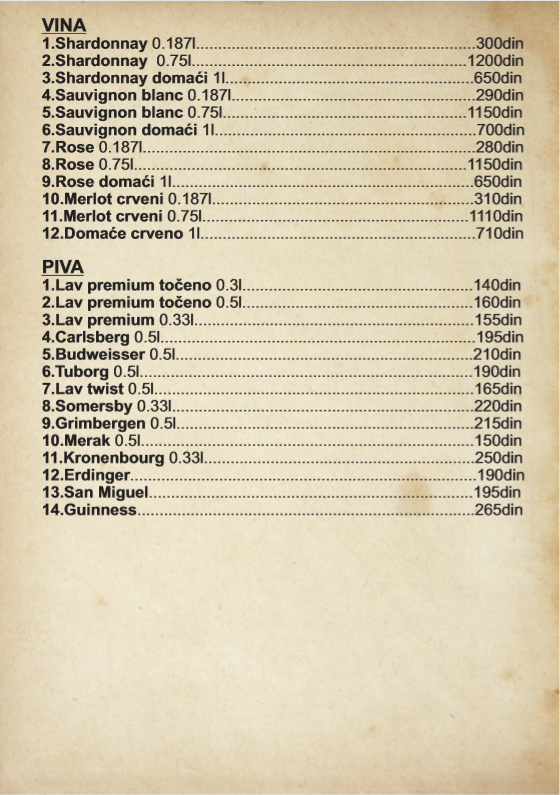 VINA
1.Shardonnay 0.187l...............................................................300din
2.Shardonnay  0.75l...............................................................1200din
3.Shardonnay domaći 1l.......................................................650din
4.Sauvignon blanc 0.187l......................................................290din
5.Sauvignon blanc 0.75l.......................................................1150din
6.Sauvignon domaći 1l..........................................................700din
7.Rose 0.187l...........................................................................280din
8.Rose 0.75l.............................................................................1150din
9.Rose domaći 1l....................................................................650din
10.Merlot crveni 0.187l...........................................................310din
11.Merlot crveni 0.75l.............................................................1110din
12.Domaće crveno 1l..............................................................710din
PIVA
1.Lav premium točeno 0.3l....................................................140din
2.Lav premium točeno 0.5l....................................................160din
3.Lav premium 0.33l................................................................155din
4.Carlsberg 0.5l.......................................................................195din
5.Budweisser 0.5l....................................................................210din
6.Tuborg 0.5l............................................................................190din
7.Lav twist 0.5l.........................................................................165din
8.Somersby 0.33l.....................................................................220din
9.Grimbergen 0.5l....................................................................215din
10.Merak 0.5l............................................................................150din
11.Kronenbourg 0.33l..............................................................250din
12.Erdinger...............................................................................190din
13.San Miguel..........................................................................195din
14.Guinness.............................................................................265din